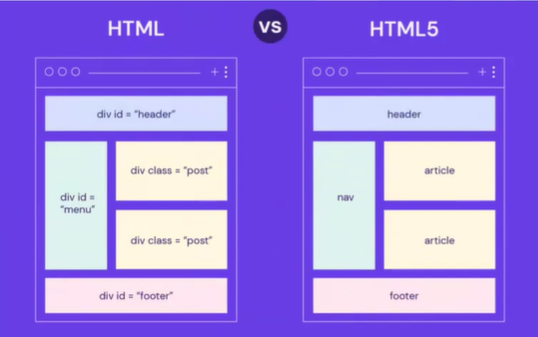 HTML
VS
HTML5
div id = “header”
div id =
“menu”
div class = “post”
div class = “post”
div id = “footer”
header
nav
article
article
footer